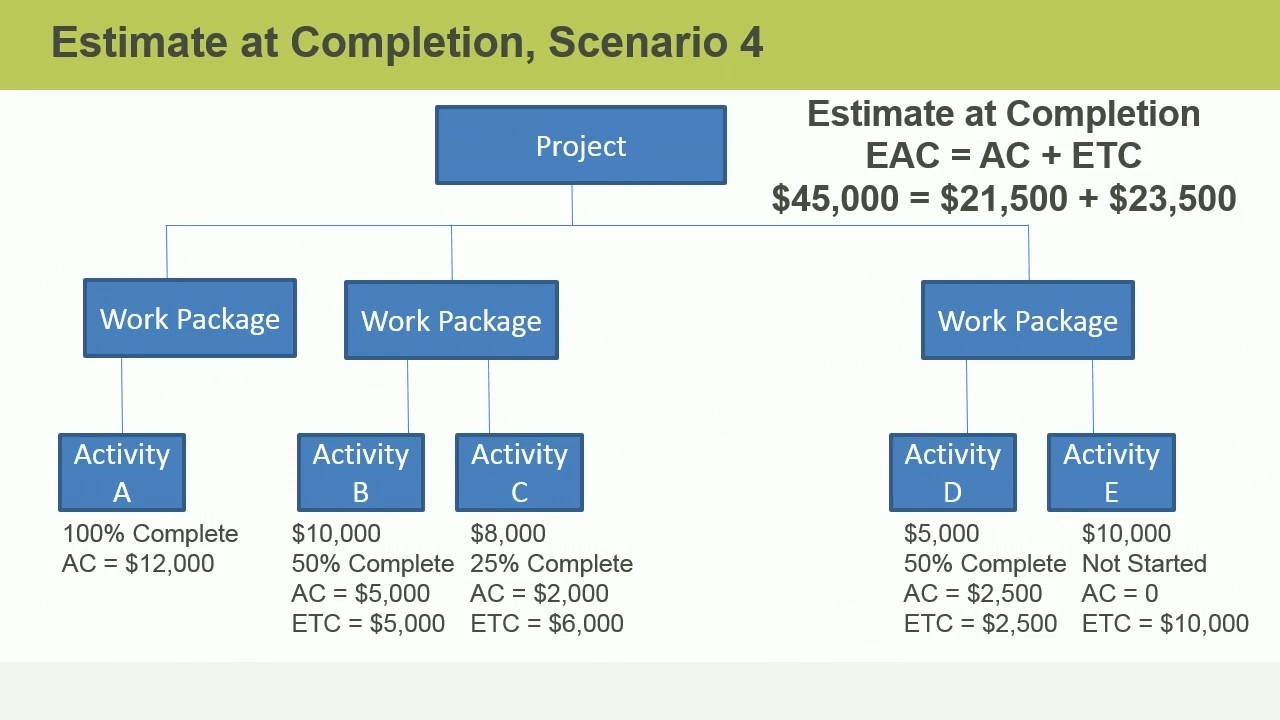 Estimate at Completion, Scenario 4
Estimate at Completion
EAC = AC + ETC
$45,000 = $21,500 + $23,500
Project
Work Package
Work Package
Work Package
Activity
A
Activity
B
Activity
C
Activity
D
Activity
E
100% Complete
AC = $12,000
$10,000
50% Complete
AC = $5,000
ETC = $5,000
$8,000
25% Complete
AC = $2,000
ETC = $6,000
$5,000
50% Complete
AC = $2,500
ETC = $2,500
$10,000
Not Started
AC = 0
ETC = $10,000